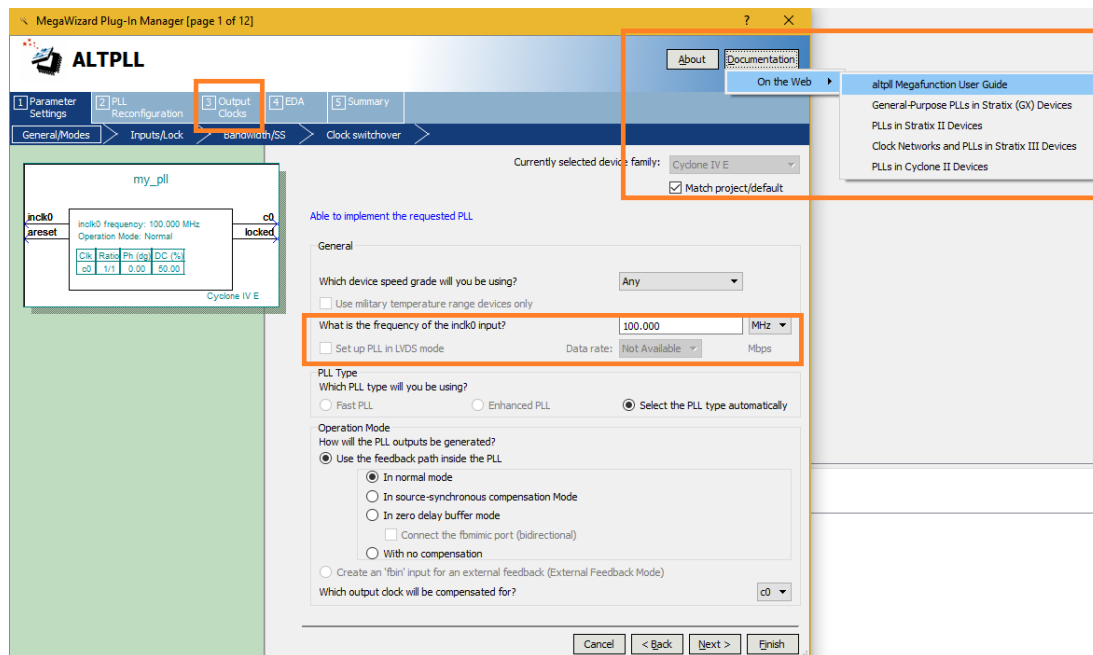 MegaWizard Plug-In Manager [page 1 of 12]
? ×
ALTPLL
About Documentation
On the Web
altpll Megafunction User Guide
General-Purpose PLLs in Stratix (GX) Devices
PLLs in Stratix II Devices
Clock Networks and PLLs in Stratix III Devices
PLLs in Cyclone II Devices
1 Parameter Settings
2 PLL Reconfiguration
3 Output Clocks
4 EDA
5 Summary
General/Modes Inputs/Lock Bandwidth/SS Clock switchover
my_pll
inclk0
areset
inclk0 frequency: 100.000 MHz
Operation Mode: Normal
Clk Ratio Ph (dg) DC (%)
c0 1/1 0.00 50.00
c0
locked
Cyclone IV E
Currently selected device family: Cyclone IV E
Match project/default
Able to implement the requested PLL
General
Which device speed grade will you be using? Any
Use military temperature range devices only
What is the frequency of the inclk0 input? 100.000 MHz
Set up PLL in LVDS mode Data rate: Not Available Mbps
PLL Type
Which PLL type will you be using?
Fast PLL Enhanced PLL Select the PLL type automatically
Operation Mode
How will the PLL outputs be generated?
Use the feedback path inside the PLL
In normal mode
In source-synchronous compensation Mode
In zero delay buffer mode
Connect the fbmimic port (bidirectional)
With no compensation
Create an 'fbin' input for an external feedback (External Feedback Mode)
Which output clock will be compensated for? c0
Cancel < Back Next > Finish